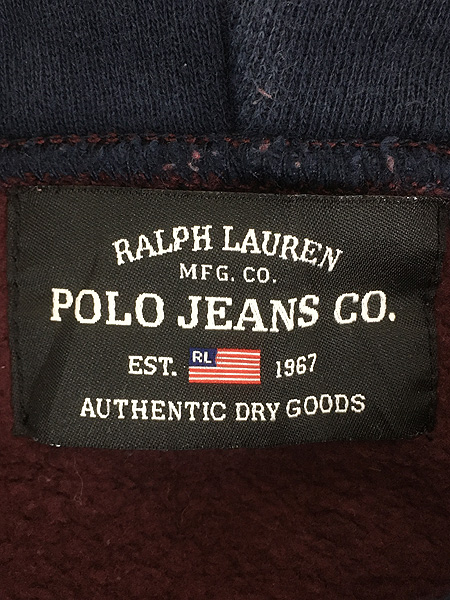 RALPH LAUREN
MFG. CO.
POLO JEANS CO.
EST. RL 1967
AUTHENTIC DRY GOODS